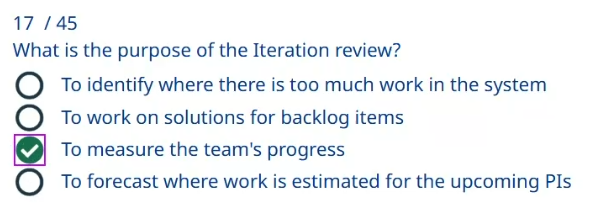 17 / 45
What is the purpose of the Iteration review?
To identify where there is too much work in the system
To work on solutions for backlog items
To measure the team's progress
To forecast where work is estimated for the upcoming PIs